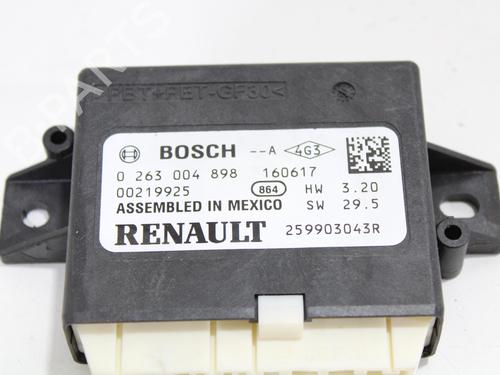 >PBT+PET-GF30<
BOSCH --A 4G3
0 263 004 898 160617
00219925 864 HW 3.20
ASSEMBLED IN MEXICO SW 29.5
RENAULT 259903043R